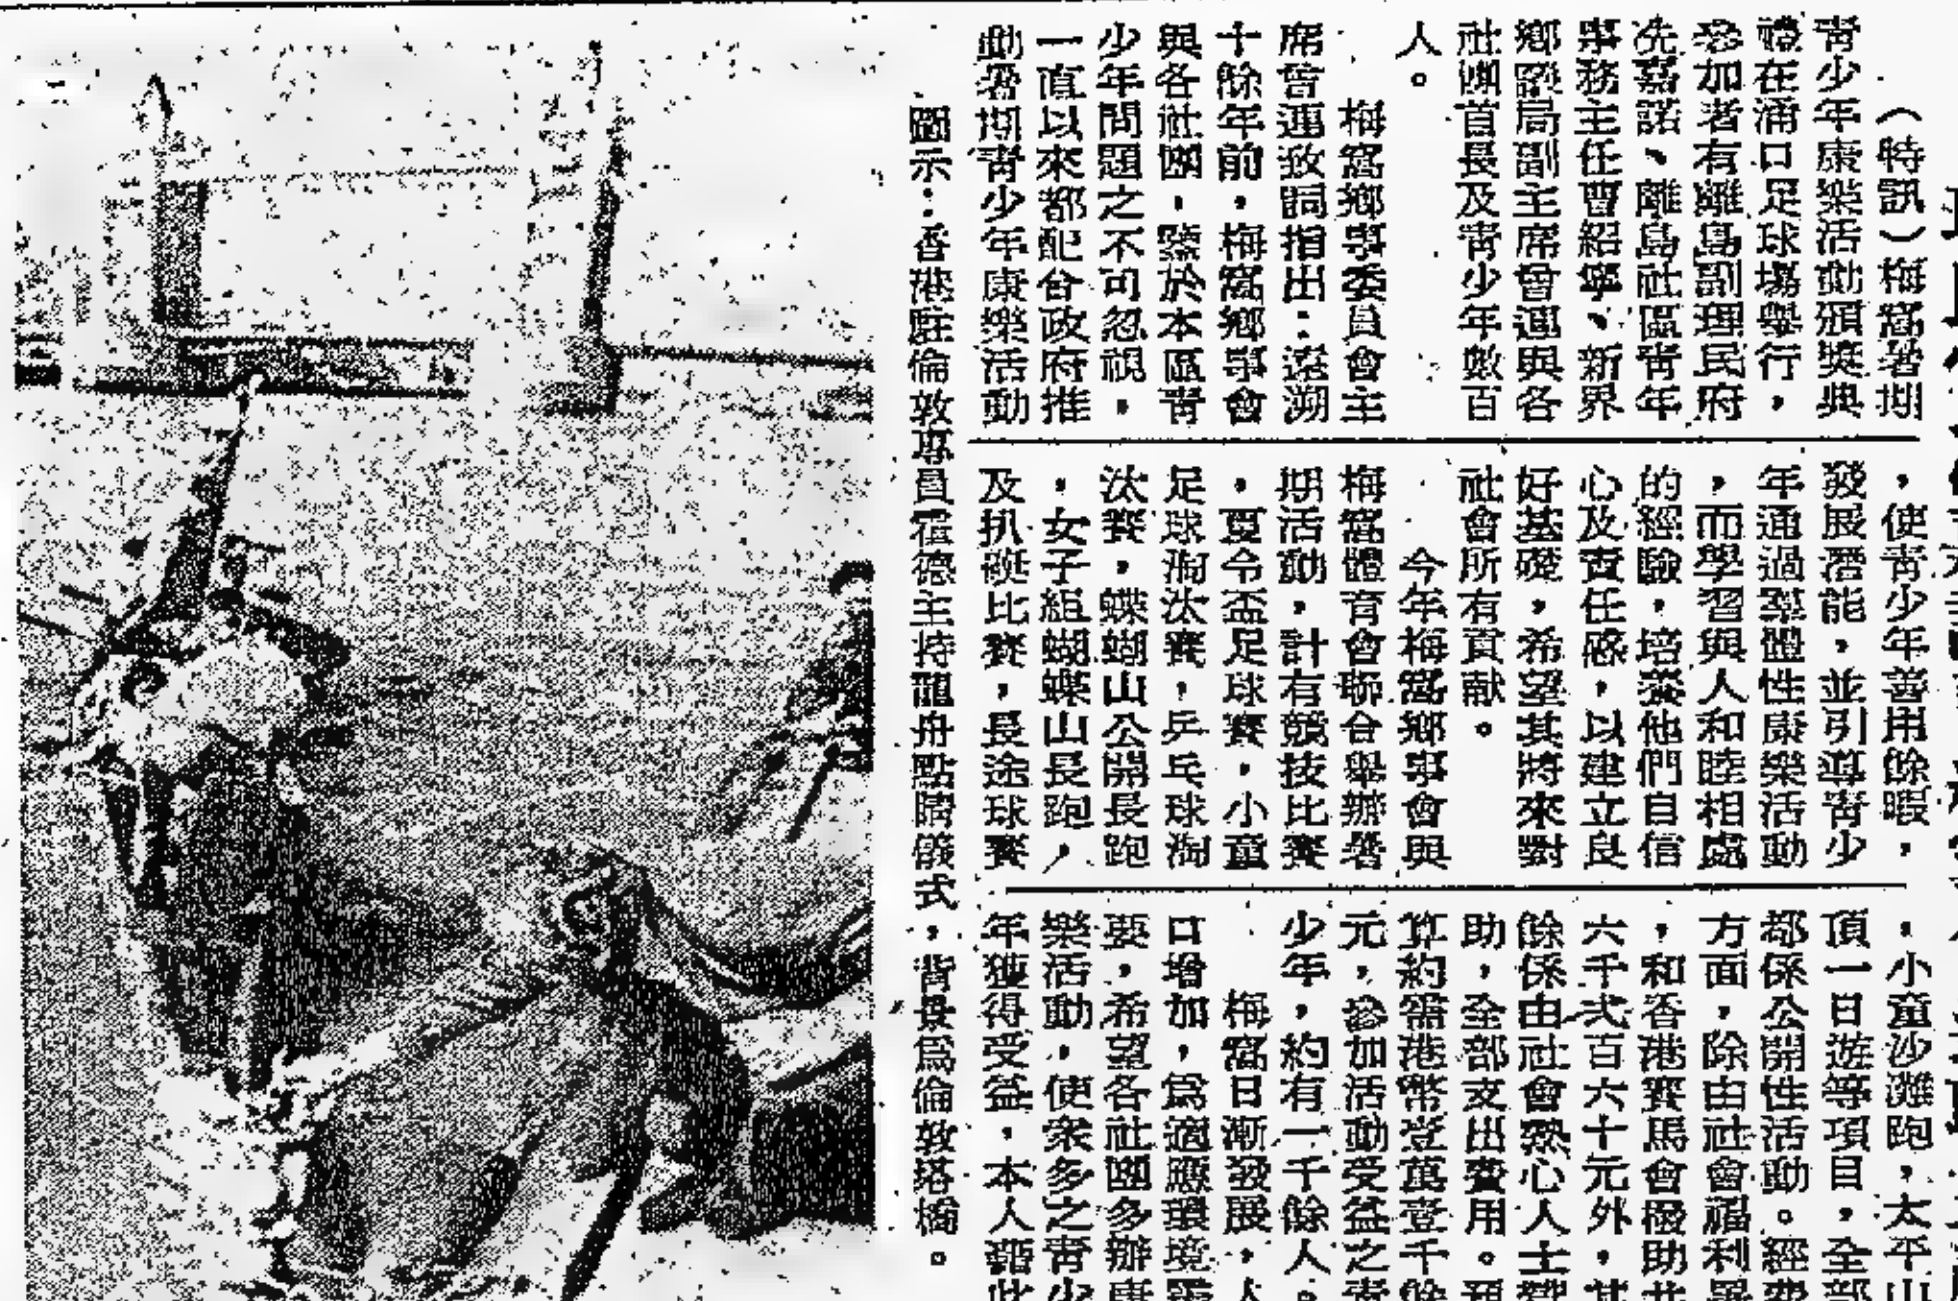 （特訊）梅窩暑期
青少年康樂活動頒獎典
禮在涌口足球場舉行，
參加者有離島副理民府
冼嘉諾、離島社區青年
事務主任曹紹寧、新界
鄉議局副主席曾連與各
社團首長及青少年數百
人。
梅窩鄉事委員會主
席曾連致詞指出：遠溯
十餘年前，梅窩鄉事會
與各社團，鑒於本區青
少年問題之不可忽視，
一直以來都配合政府推
動暑期青少年康樂活動
，使青少年善用餘暇，
發展潛能，並引導青少
年通過羣體性康樂活動
，而學習與人和睦相處
的經驗，培養他們自信
心及責任感，以建立良
好基礎，希望其將來對
社會所有貢献。
今年梅窩鄉事會與
梅窩體育會聯合舉辦暑
期活動，計有競技比賽
，夏令盃足球賽，小童
足球淘汰賽，乒乓球淘
汰賽，蝶蝴山公開長跑
，女子組蝴蝶山長跑，
及扒艇比賽，長途球賽
，小童沙灘跑，太平山
頂一日遊等項目，全部
都係公開性活動。經費
方面，除由社會福利署
，和香港賽馬會撥助共
六千弍百六十元外，其
餘係由社會熱心人士贊
助，全部支出費用。預
算約需港幣壹萬壹千餘
元，參加活動受益之青
少年，約有一千餘人。
梅窩日漸發展，人
口增加，爲適應環境需
要，希望各社團多辦康
樂活動，使衆多之青少
年獲得受益，本人藉此
圖示：香港駐倫敦專員霍德主持龍舟點睛儀式，背景爲倫敦塔橋。